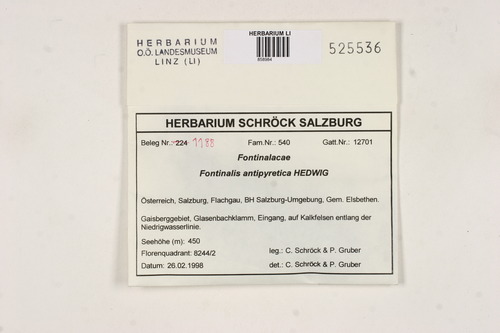 HERBARIUM
O.Ö. LANDESMUSEUM
LINZ (LI)
HERBARIUM LI
525536
HERBARIUM SCHRÖCK SALZBURG
Beleg Nr.: 224 1188 Fam.Nr.: 540 Gatt.Nr.: 12701
Fontinalacae
Fontinalis antipyretica HEDWIG
Österreich, Salzburg, Flachgau, BH Salzburg-Umgebung, Gem. Elsbethen.
Gaisberggebiet, Glasenbachklamm, Eingang, auf Kalkfelsen entlang der
Niedrigwasserlinie.
Seehöhe (m): 450
Florenquadrant: 8244/2 leg.: C. Schröck & P. Gruber
Datum: 26.02.1998 det.: C. Schröck & P. Gruber